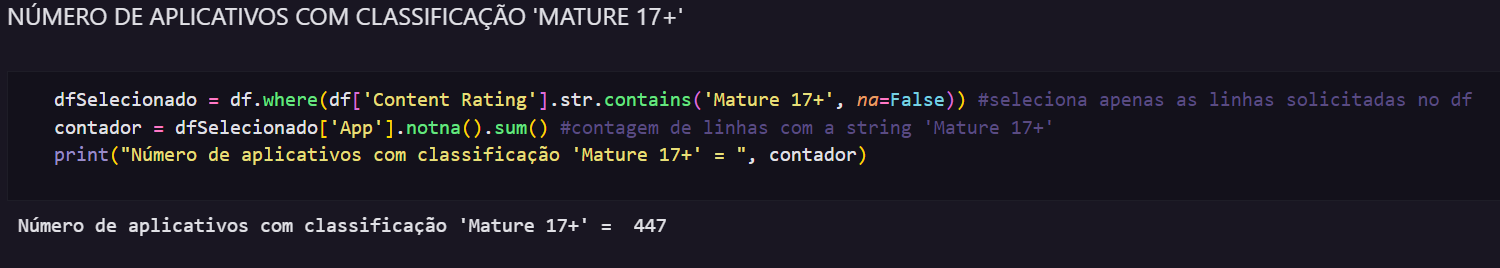 NÚMERO DE APLICATIVOS COM CLASSIFICAÇÃO 'MATURE 17+'
dfSelecionado = df.where(df['Content Rating'].str.contains('Mature 17+', na=False)) #seleciona apenas as linhas solicitadas no df
contador = dfSelecionado['App'].notna().sum() #contagem de linhas com a string 'Mature 17+'
print("Número de aplicativos com classificação 'Mature 17+' = ", contador)
Número de aplicativos com classificação 'Mature 17+' =  447